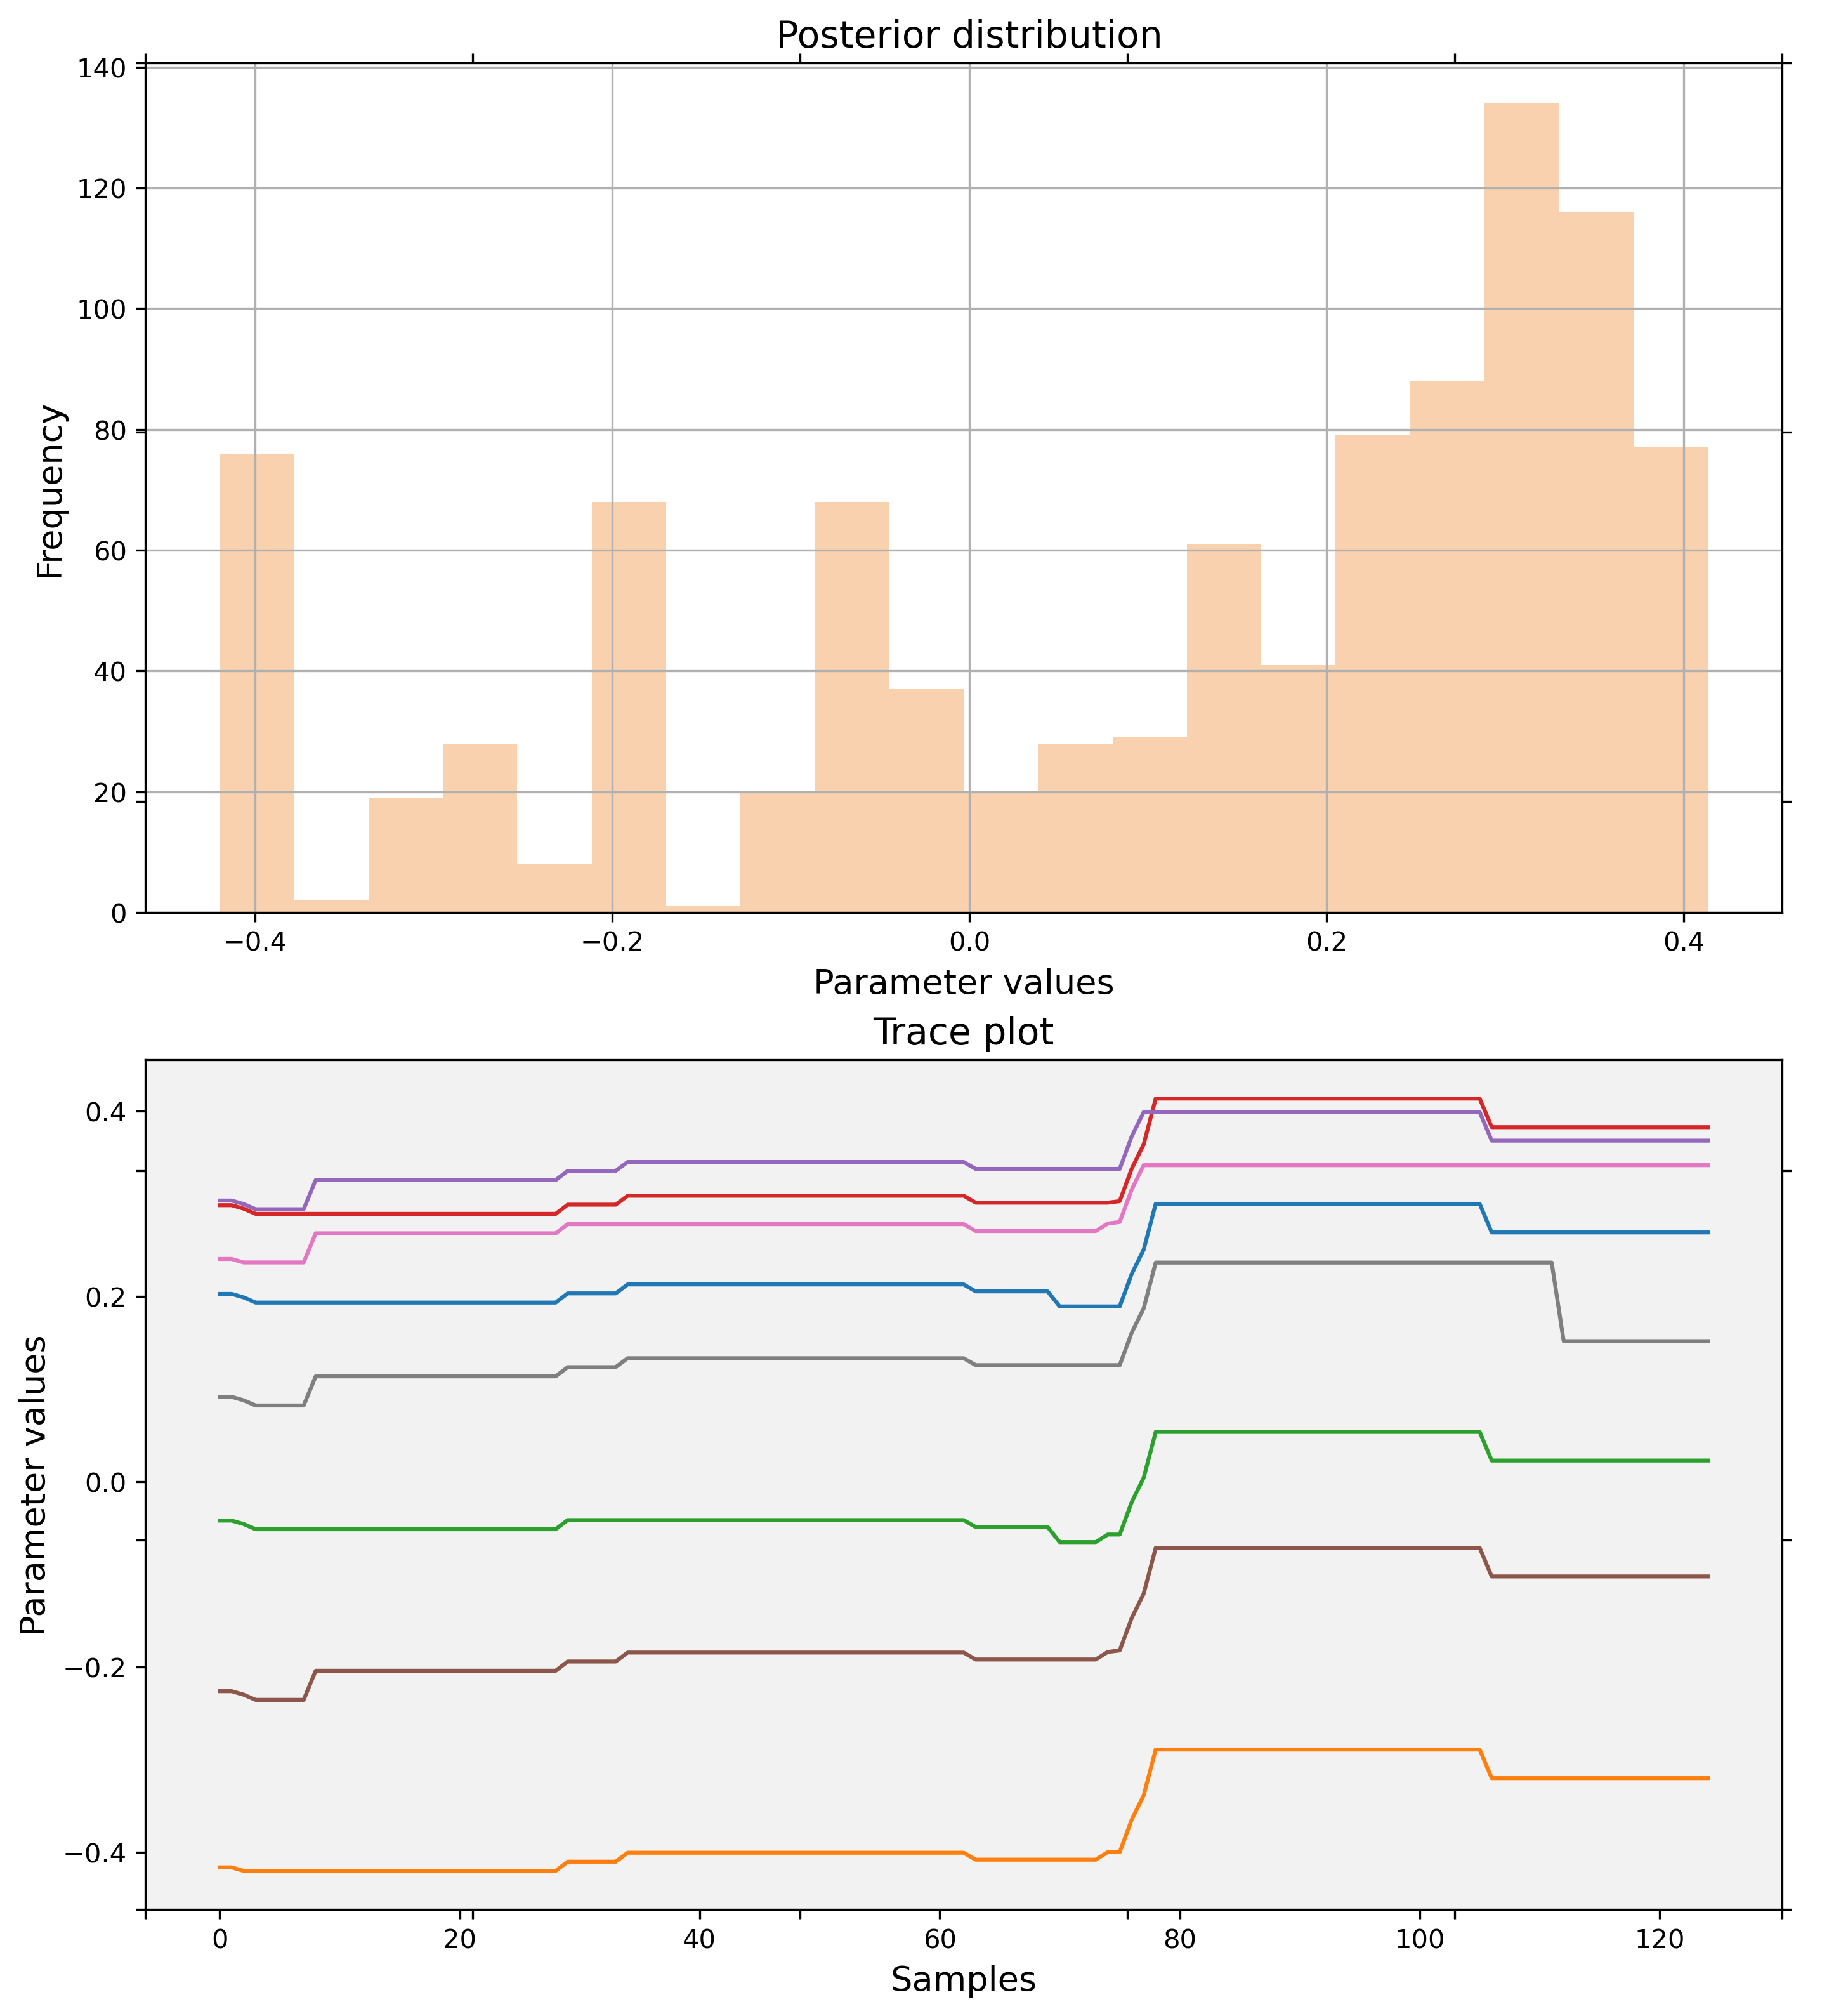 Posterior distribution
140
120
100
80
60
40
20
0
Frequency
−0.4 −0.2 0.0 0.2 0.4
Parameter values
Trace plot
0.4
0.2
0.0
−0.2
−0.4
Parameter values
0 20 40 60 80 100 120
Samples